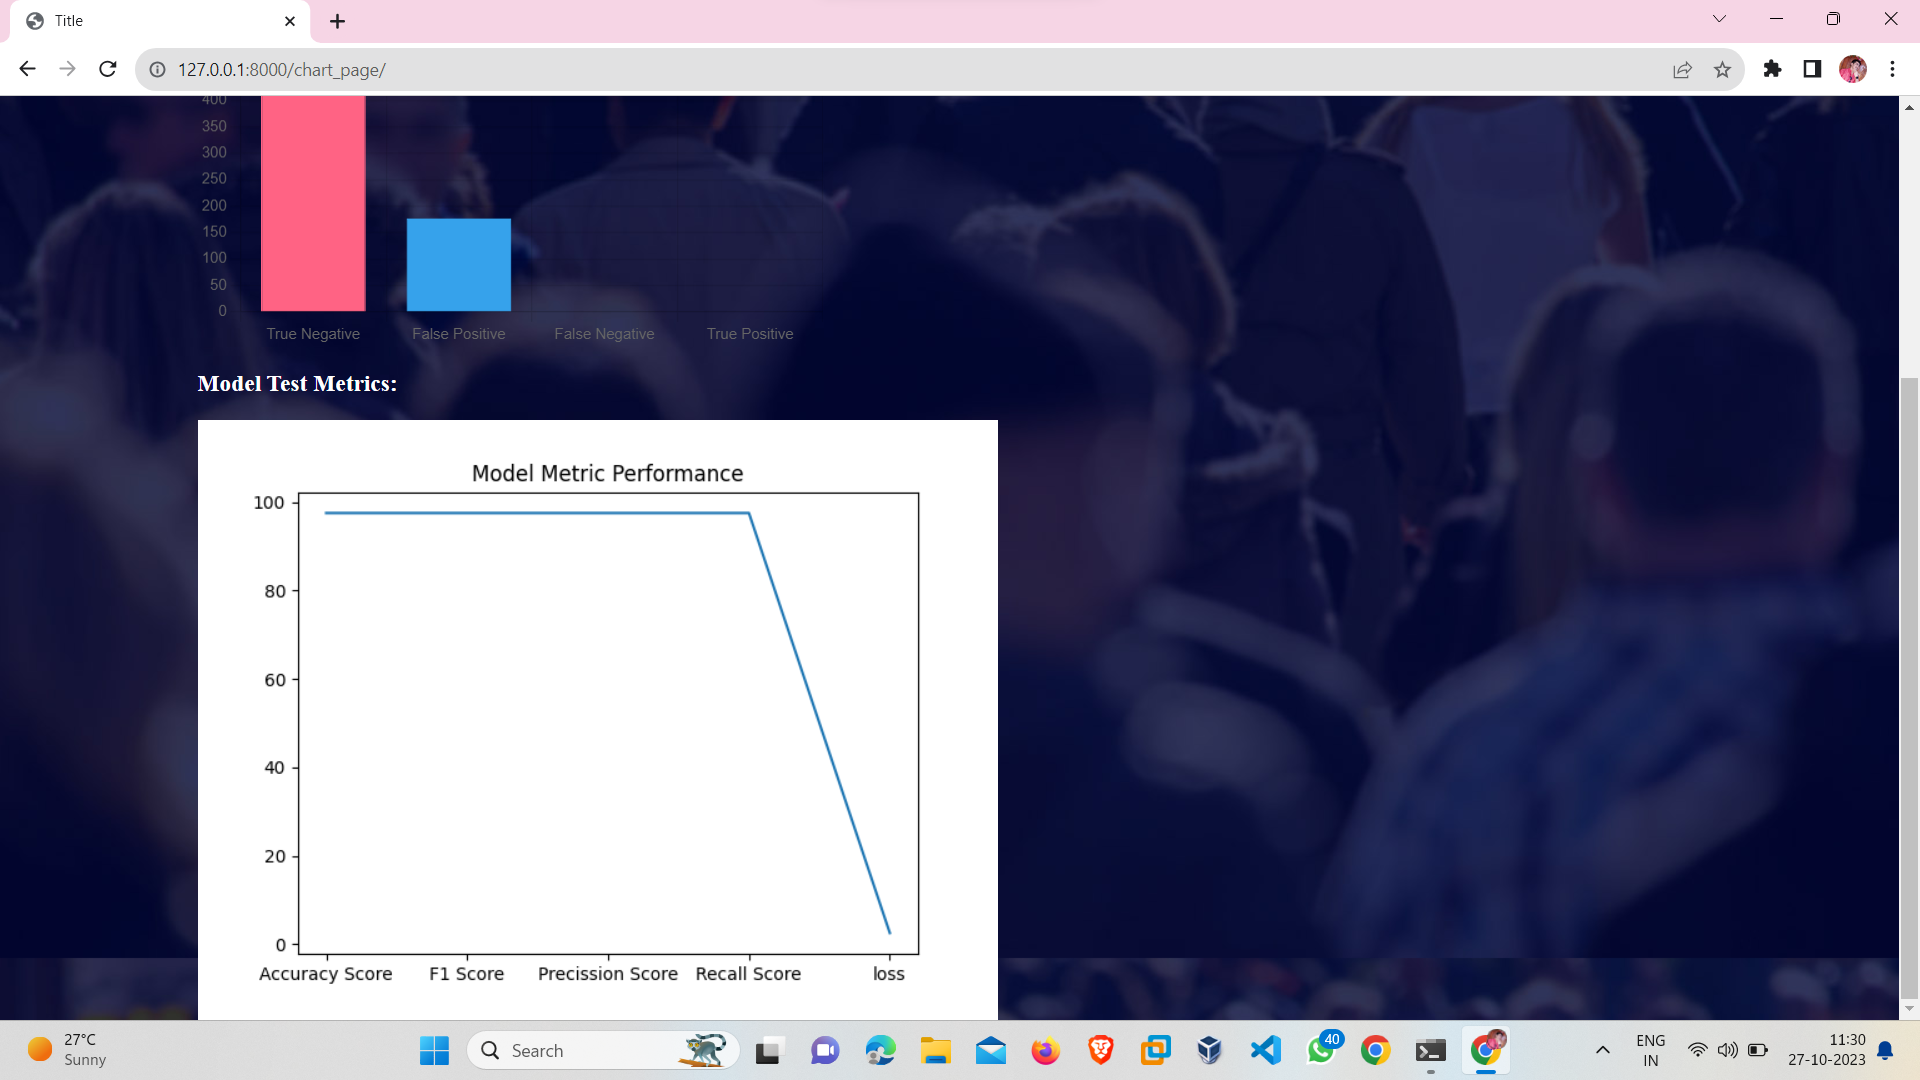 Title
127.0.0.1:8000/chart_page/
400
350
300
250
200
150
100
50
0
True Negative False Positive False Negative True Positive
Model Test Metrics:
Model Metric Performance
100
80
60
40
20
0
Accuracy Score F1 Score Precission Score Recall Score loss
27°C
Sunny
Search
40
ENG
IN
11:30
27-10-2023